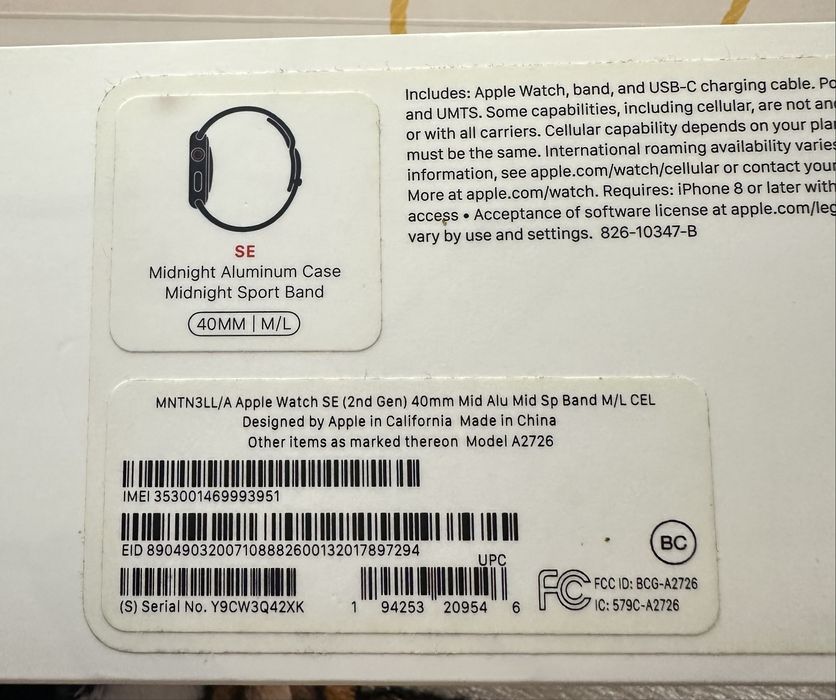 Includes: Apple Watch, band, and USB-C charging cable.
and UMTS. Some capabilities, including cellular, are not
or with all carriers. Cellular capability depends on your
must be the same. International roaming availability varies
information, see apple.com/watch/cellular or contact your
More at apple.com/watch. Requires: iPhone 8 or later with
access • Acceptance of software license at
vary by use and settings. 826-10347-B
SE
Midnight Aluminum Case
Midnight Sport Band
40MM | M/L
MNTN3LL/A Apple Watch SE (2nd Gen) 40mm Mid Alu Mid Sp Band M/L CEL
Designed by Apple in California Made in China
Other items as marked thereon Model A2726
IMEI 353001469993951
EID 89049032007108882600132017897294
BC
UPC
(S) Serial No. Y9CW3Q42XK
1 94253 20954 6
FC
FCC ID: BCG-A2726
IC: 579C-A2726